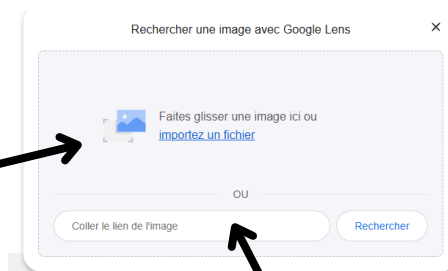 Rechercher une image avec Google Lens
Faites glisser une image ici ou
importez un fichier
OU
Coller le lien de l'image
Rechercher